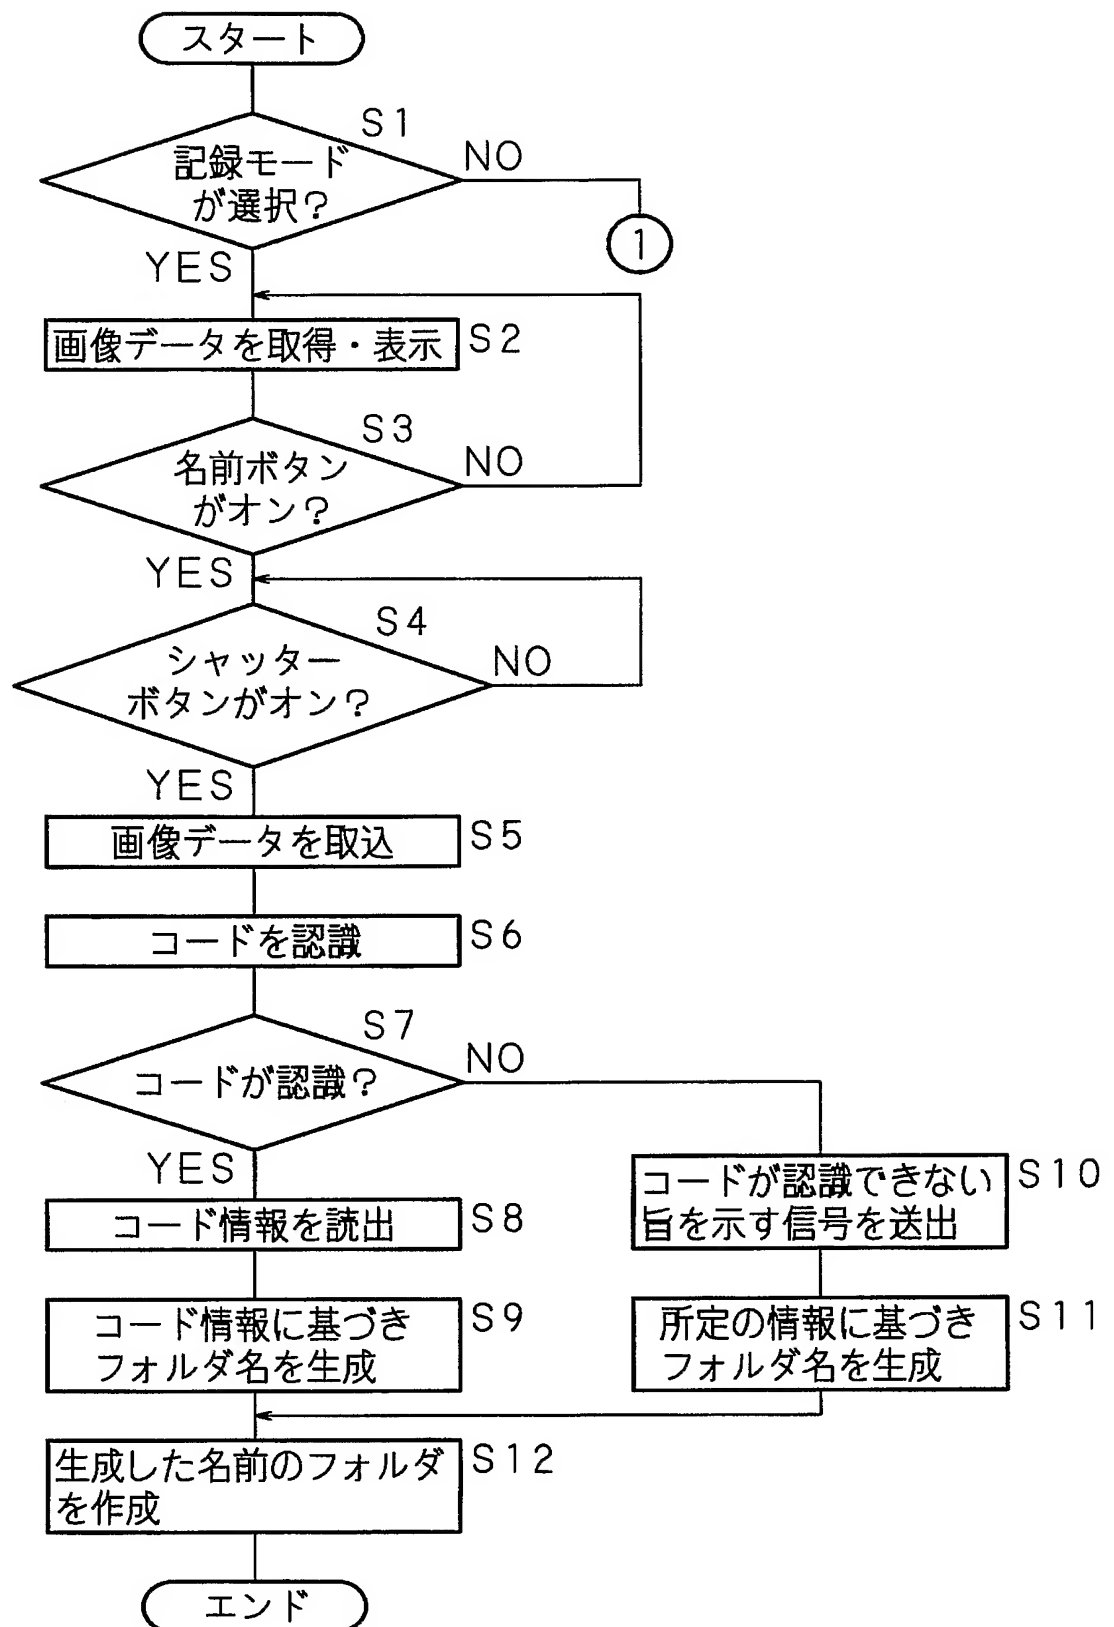 スタート
S1
記録モード
が選択?
NO
1
YES
画像データを取得・表示
S2
S3
名前ボタン
がオン?
NO
YES
S4
シャッター
ボタンがオン?
NO
YES
画像データを取込
S5
コードを認識
S6
S7
コードが認識?
NO
YES
コード情報を読出
S8
コードが認識できない
旨を示す信号を送出
S10
コード情報に基づき
フォルダ名を生成
S9
所定の情報に基づき
フォルダ名を生成
S11
生成した名前のフォルダ
を作成
S12
エンド